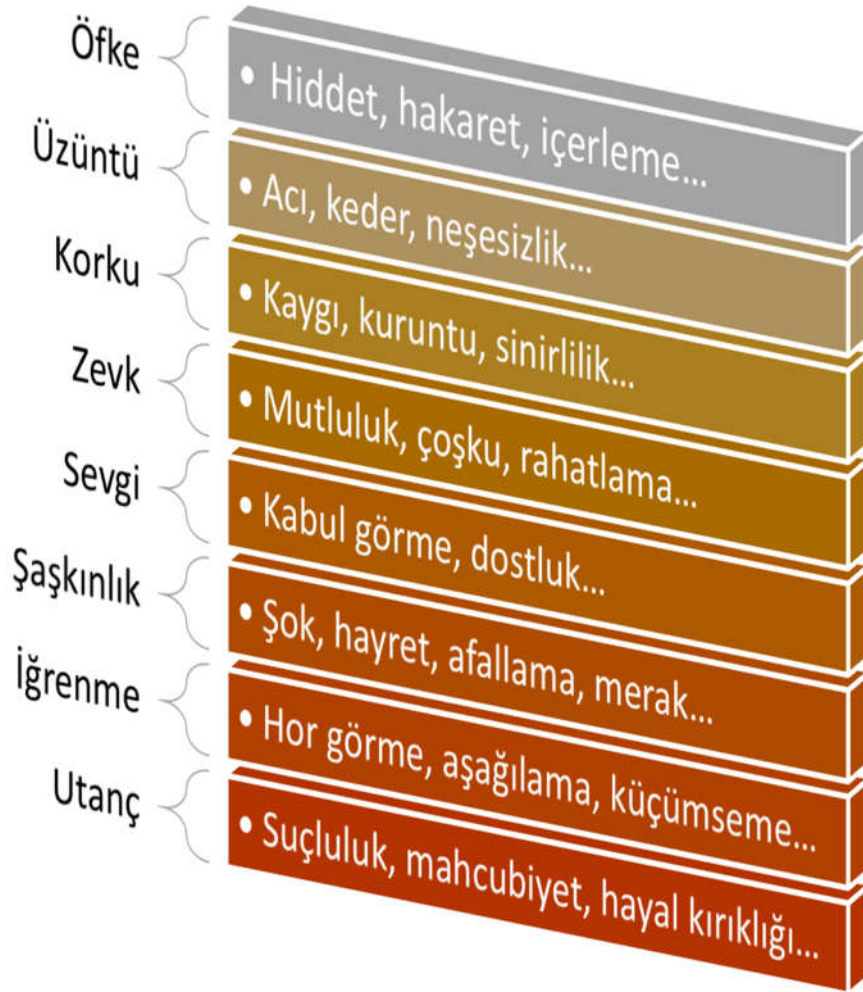 Öfke
• Hiddet, hakaret, içerleme...
Üzüntü
• Acı, keder, neşesizlik...
Korku
• Kaygı, kuruntu, sinirlilik...
Zevk
• Mutluluk, çoşku, rahatlama...
Sevgi
• Kabul görme, dostluk...
Şaşkınlık
• Şok, hayret, afallama, merak...
İğrenme
• Hor görme, aşağılama, küçümseme...
Utanç
• Suçluluk, mahcubiyet, hayal kırıklığı...